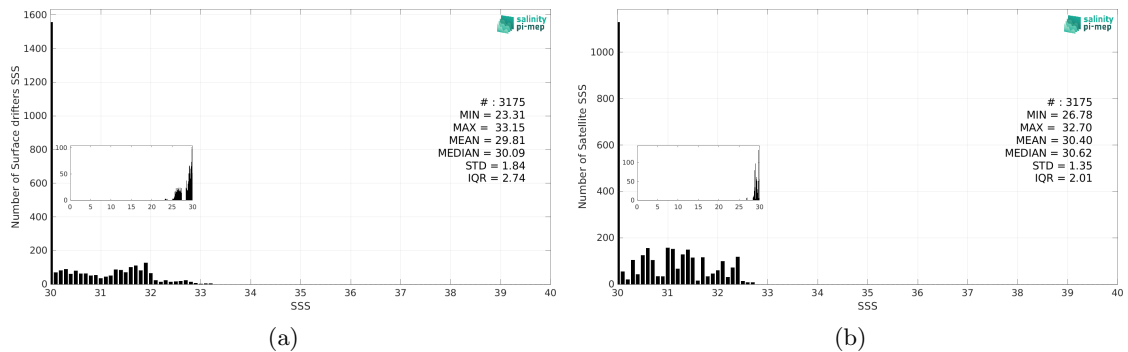 1600
1400
1200
1000
800
600
400
200
0
Number of Surface drifters SSS
salinity
pi-mep
# : 3175
MIN = 23.31
MAX = 33.15
MEAN = 29.81
MEDIAN = 30.09
STD = 1.84
IQR = 2.74
100
50
0
0 5 10 15 20 25 30
30 31 32 33 34 35 36 37 38 39 40
SSS
(a)
1000
800
600
400
200
0
Number of Satellite SSS
salinity
pi-mep
# : 3175
MIN = 26.78
MAX = 32.70
MEAN = 30.40
MEDIAN = 30.62
STD = 1.35
IQR = 2.01
100
50
0
0 5 10 15 20 25 30
30 31 32 33 34 35 36 37 38 39 40
SSS
(b)